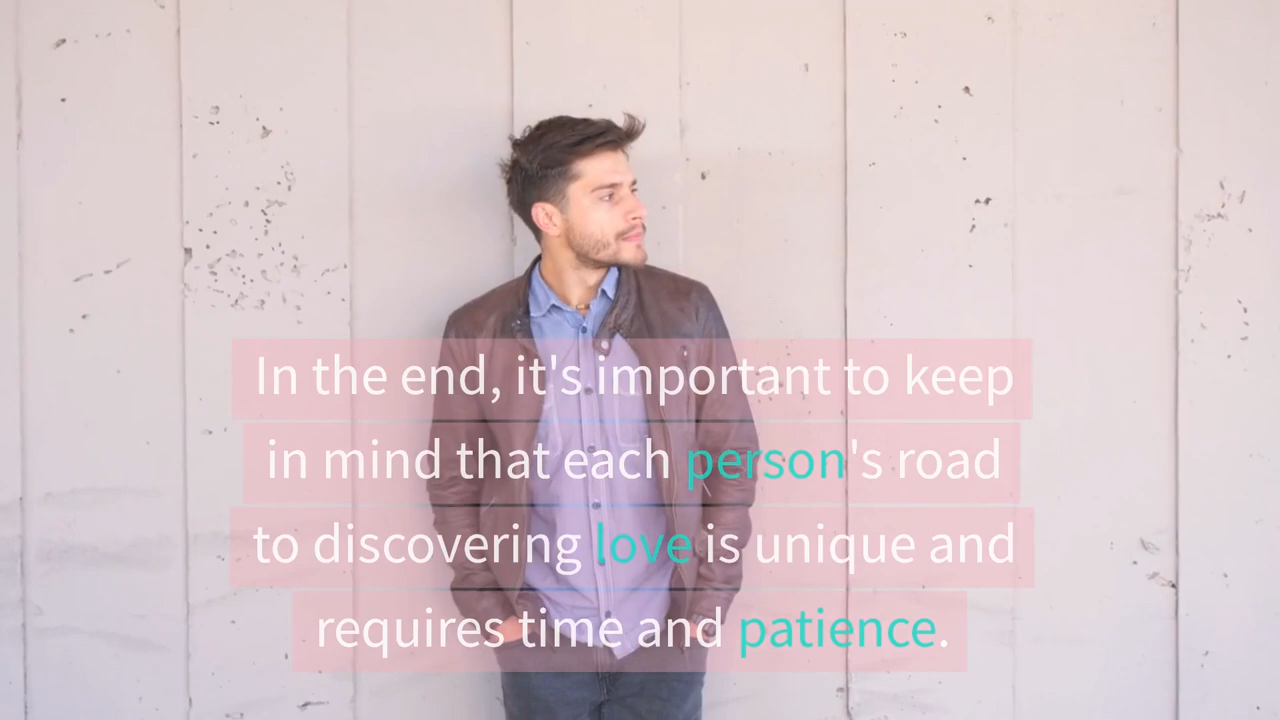 In the end, it's important to keep
in mind that each person's road
to discovering love is unique and
requires time and patience.